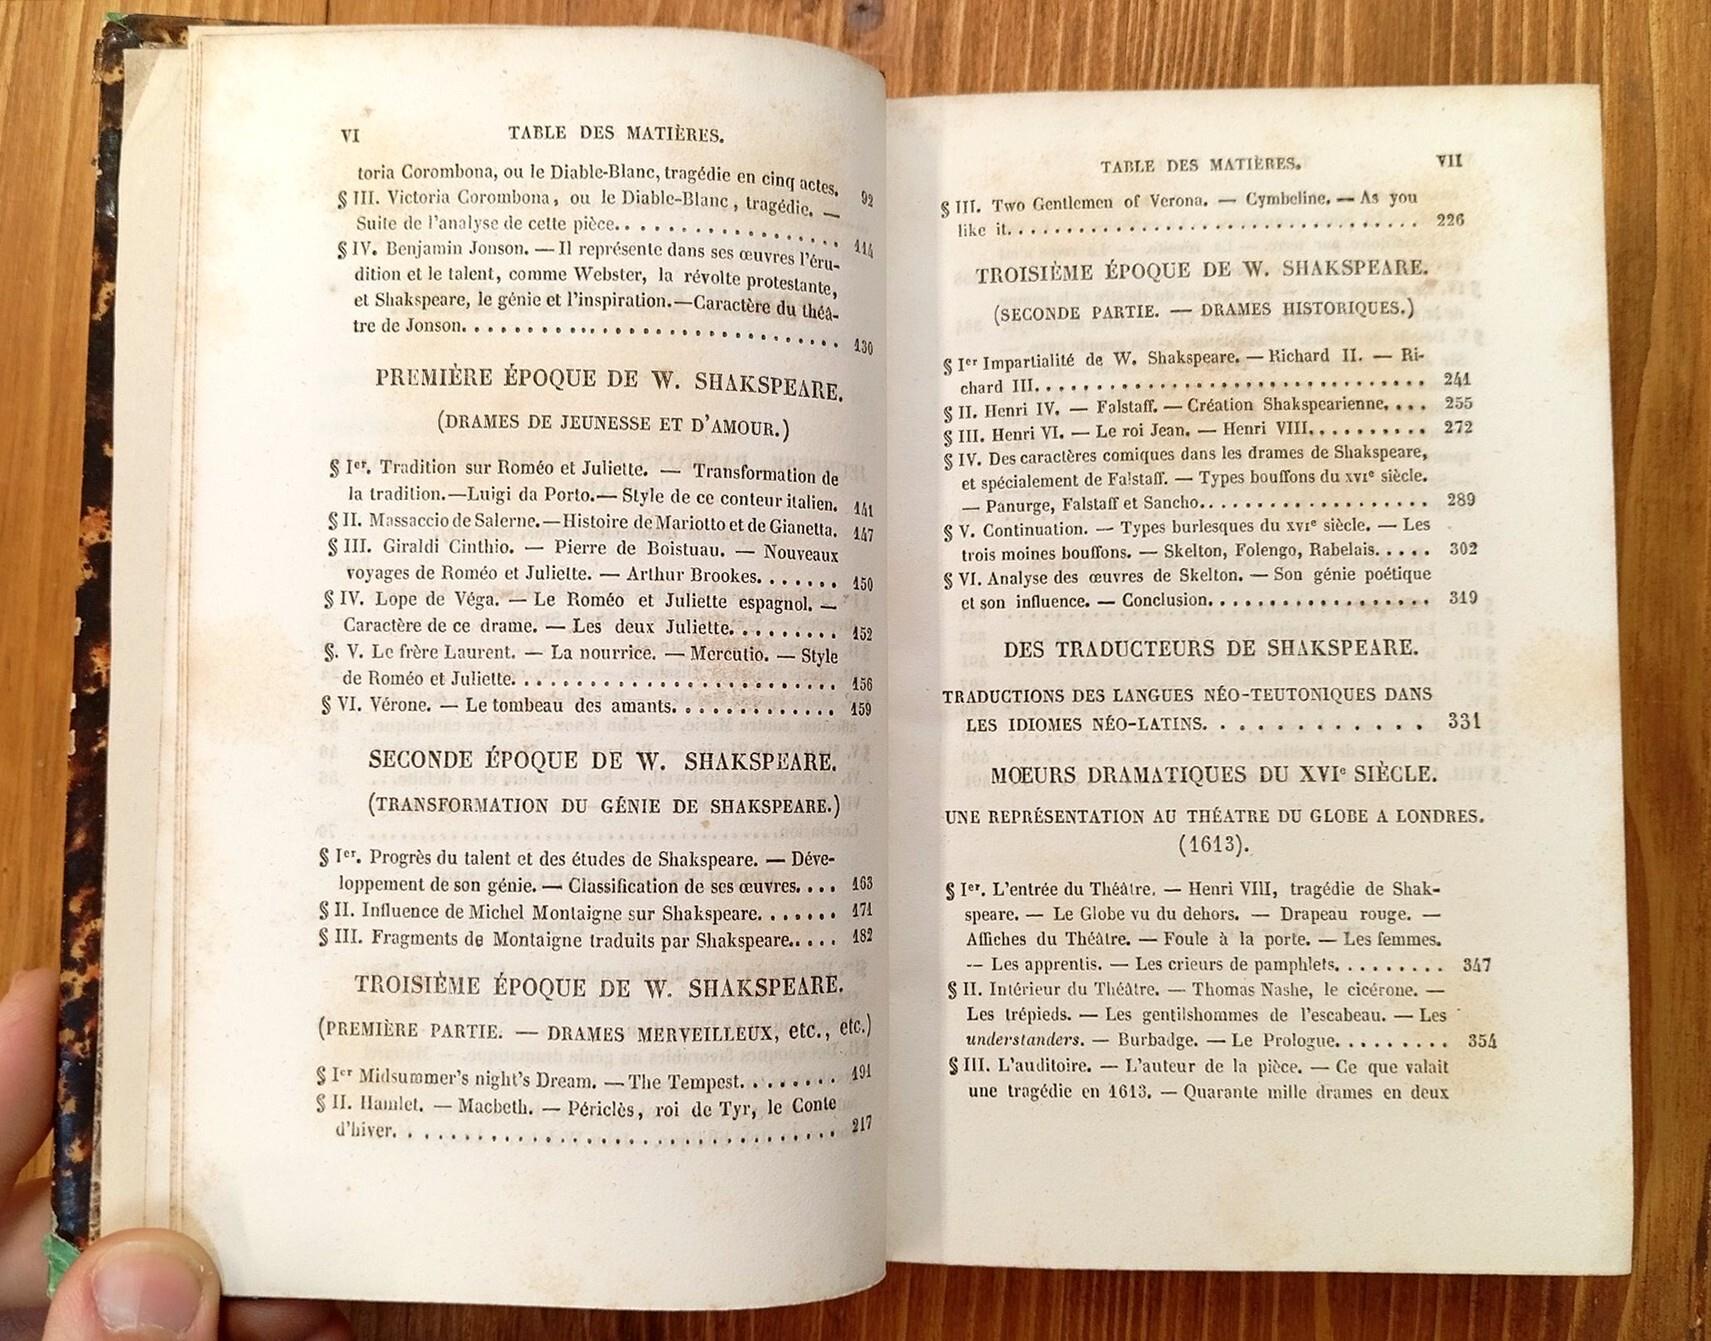 VI TABLE DES MATIÈRES.
toria Corombona, ou le Diable-Blanc, tragédie en cinq actes. 92
§ III. Victoria Corombona, ou le Diable-Blanc, tragédie. —
Suite de l'analyse de cette pièce. . . . . . . . . . . . . . . . . 114
§ IV. Benjamin Jonson. — Il représente dans ses œuvres l'éru-
dition et le talent, comme Webster, la révolte protestante,
et Shakspeare, le génie et l'inspiration.—Caractère du théâ-
tre de Jonson. . . . . . . . . . . . . . . . . . . . . . . . . . . . 130
PREMIÈRE ÉPOQUE DE W. SHAKSPEARE.
(DRAMES DE JEUNESSE ET D'AMOUR.)
§ Ier. Tradition sur Roméo et Juliette. — Transformation de
la tradition.—Luigi da Porto.— Style de ce conteur italien. 141
§ II. Massaccio de Salerne.—Histoire de Mariotto et de Gianetta. 147
§ III. Giraldi Cinthio. — Pierre de Boistuau. — Nouveaux
voyages de Roméo et Juliette. — Arthur Brookes. . . . . . . 150
§ IV. Lope de Véga. — Le Roméo et Juliette espagnol. —
Caractère de ce drame. — Les deux Juliette. . . . . . . . . 152
§. V. Le frère Laurent. — La nourrice. — Mercutio. — Style
de Roméo et Juliette. . . . . . . . . . . . . . . . . . . . . . . . 156
§ VI. Vérone. — Le tombeau des amants. . . . . . . . . . . . . 159
SECONDE ÉPOQUE DE W. SHAKSPEARE.
(TRANSFORMATION DU GÉNIE DE SHAKSPEARE.)
§ Ier. Progrès du talent et des études de Shakspeare. — Déve-
loppement de son génie. — Classification de ses œuvres. . . . 163
§ II. Influence de Michel Montaigne sur Shakspeare. . . . . . . 171
§ III. Fragments de Montaigne traduits par Shakspeare.. . . . 182
TROISIÈME ÉPOQUE DE W. SHAKSPEARE.
(PREMIÈRE PARTIE. — DRAMES MERVEILLEUX, etc., etc.)
§ Ier Midsummer's night's Dream. — The Tempest. . . . . . . . 191
§ II. Hamlet. — Macbeth. — Périclès, roi de Tyr, le Conte
d'hiver. . . . . . . . . . . . . . . . . . . . . . . . . . . . . . . . 217
TABLE DES MATIÈRES. VII
§ III. Two Gentlemen of Verona. — Cymbeline. — As you
like it. . . . . . . . . . . . . . . . . . . . . . . . . . . . . . . . 226
TROISIÈME ÉPOQUE DE W. SHAKSPEARE.
(SECONDE PARTIE. — DRAMES HISTORIQUES.)
§ Ier Impartialité de W. Shakspeare. — Richard II. — Ri-
chard III. . . . . . . . . . . . . . . . . . . . . . . . . . . . . . 241
§ II. Henri IV. — Falstaff. — Création Shakspearienne. . . . 255
§ III. Henri VI. — Le roi Jean. — Henri VIII. . . . . . . . . . 272
§ IV. Des caractères comiques dans les drames de Shakspeare,
et spécialement de Falstaff. — Types bouffons du XVIe siècle.
— Panurge, Falstaff et Sancho. . . . . . . . . . . . . . . . . . 289
§ V. Continuation. — Types burlesques du XVIe siècle. — Les
trois moines bouffons. — Skelton, Folengo, Rabelais. . . . . 302
§ VI. Analyse des œuvres de Skelton. — Son génie poétique
et son influence. — Conclusion. . . . . . . . . . . . . . . . . . 319
DES TRADUCTEURS DE SHAKSPEARE.
TRADUCTIONS DES LANGUES NÉO-TEUTONIQUES DANS
LES IDIOMES NÉO-LATINS. . . . . . . . . . . . 331
MŒURS DRAMATIQUES DU XVIe SIÈCLE.
UNE REPRÉSENTATION AU THÉATRE DU GLOBE A LONDRES.
(1613).
§ Ier. L'entrée du Théâtre. — Henri VIII, tragédie de Shak-
speare. — Le Globe vu du dehors. — Drapeau rouge. —
Affiches du Théâtre. — Foule à la porte. — Les femmes.
— Les apprentis. — Les crieurs de pamphlets. . . . . . . . . 347
§ II. Intérieur du Théâtre. — Thomas Nashe, le cicérone. —
Les trépieds. — Les gentilshommes de l'escabeau. — Les
understanders. — Burbadge. — Le Prologue. . . . . . . . . 354
§ III. L'auditoire. — L'auteur de la pièce. — Ce que valait
une tragédie en 1613. — Quarante mille drames en deux